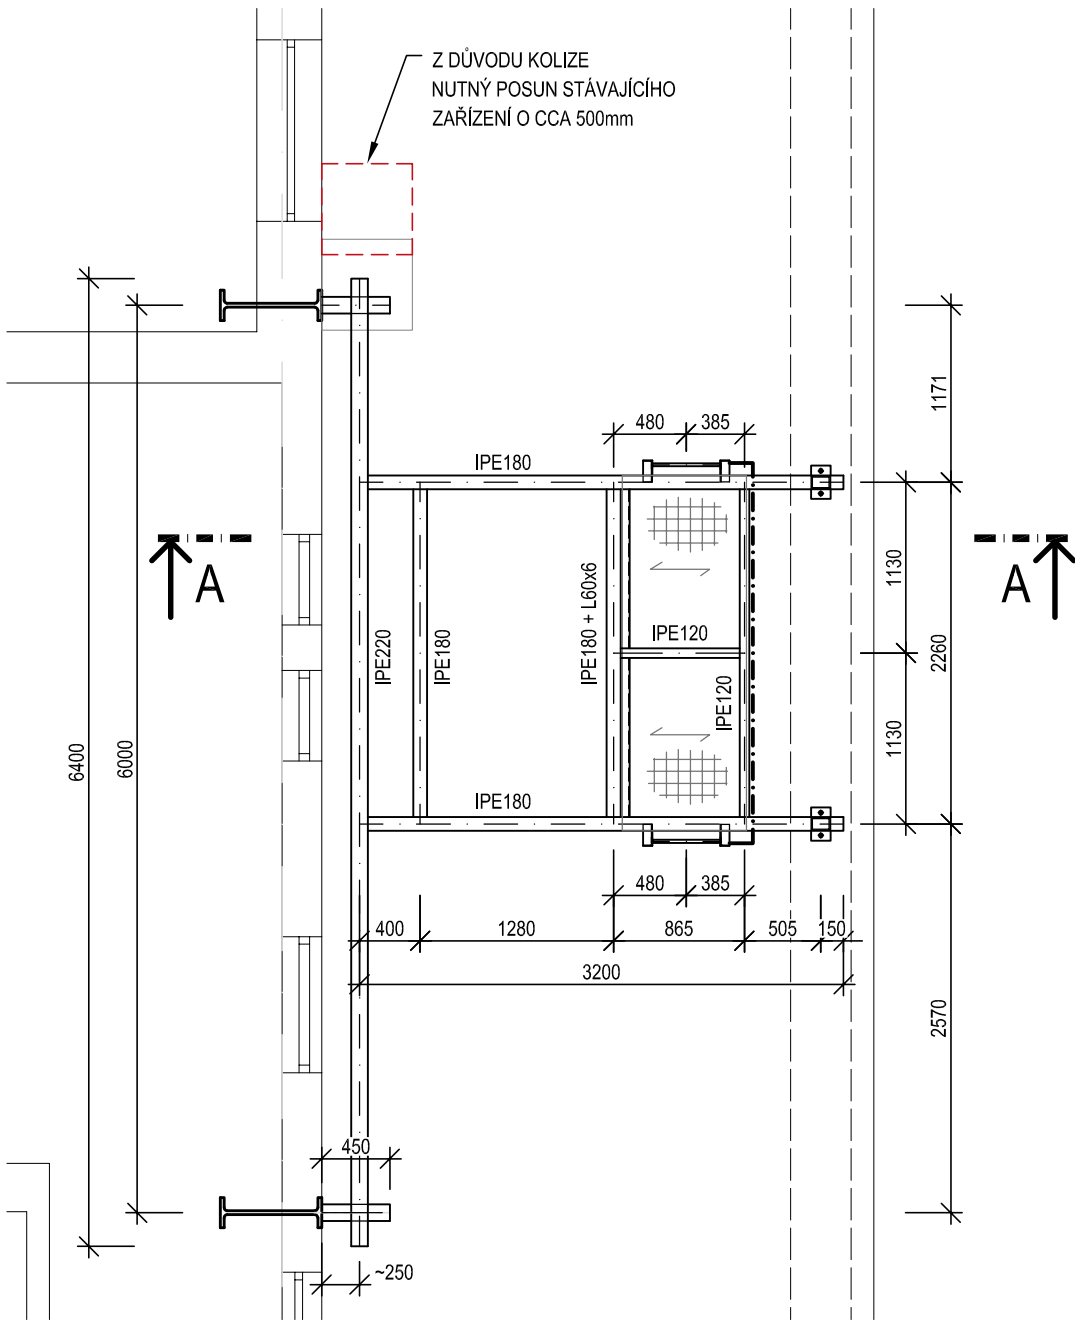 Z DŮVODU KOLIZE
NUTNÝ POSUN STÁVAJÍCÍHO
ZAŘÍZENÍ O CCA 500mm
1171
480
385
IPE180
A
A
1130
IPE180 + L60x6
IPE120
IPE220
IPE180
2260
IPE120
6400
6000
1130
IPE180
480
385
400
1280
865
505
150
3200
2570
450
~250